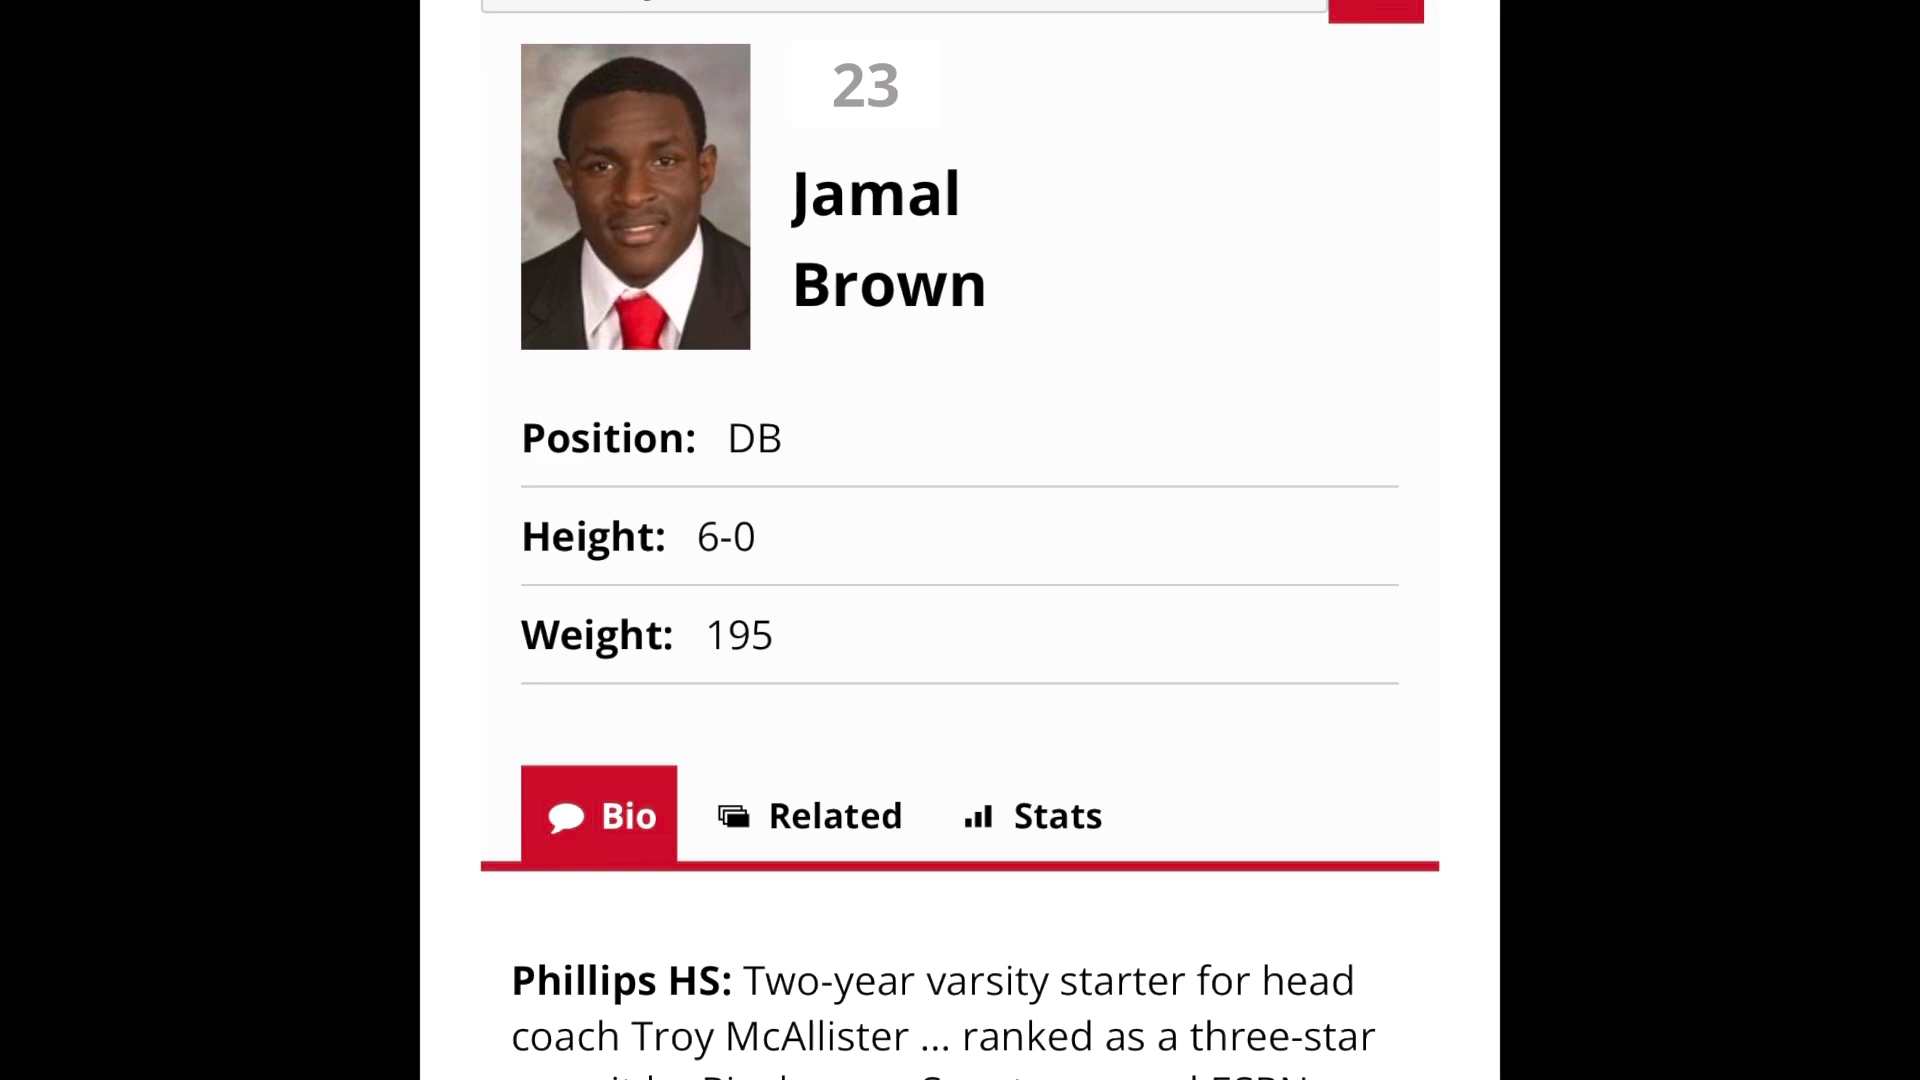 23
Jamal
Brown
Position: DB
Height: 6-0
Weight: 195
Bio Related Stats
Phillips HS: Two-year varsity starter for head
coach Troy McAllister ... ranked as a three-star